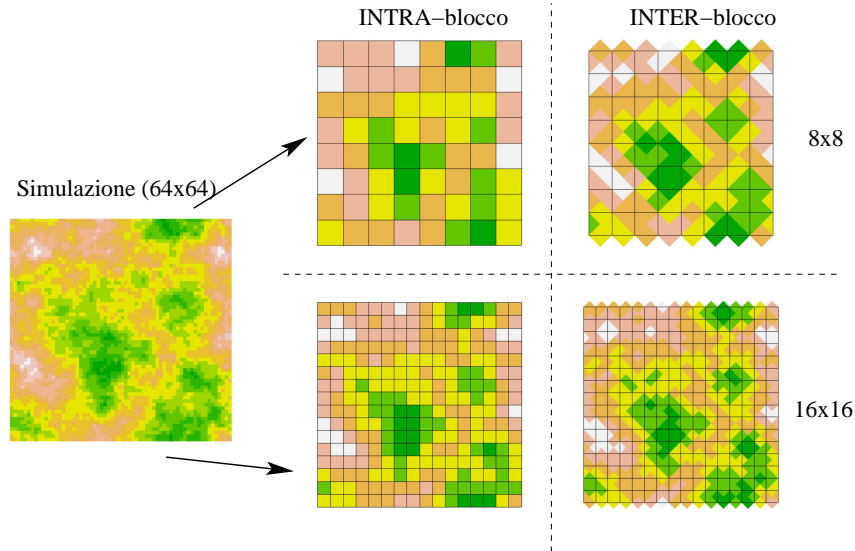 INTRA−blocco
INTER−blocco
8x8
Simulazione (64x64)
16x16